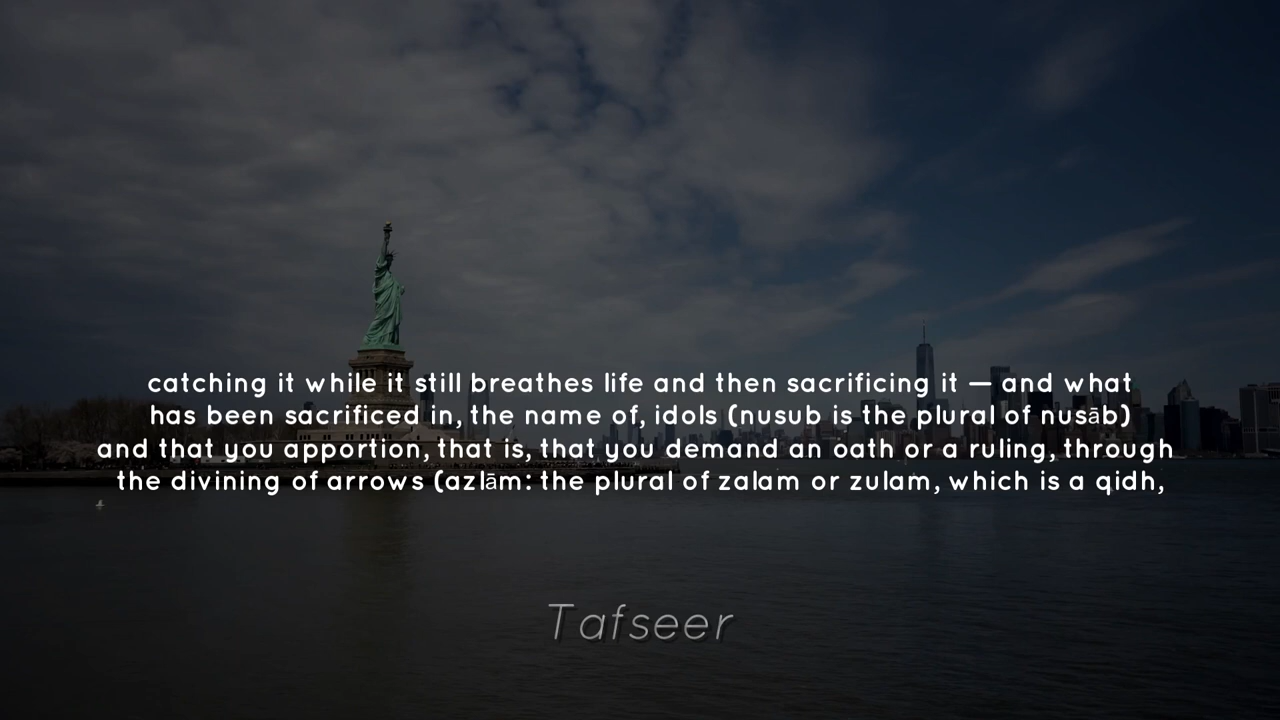 catching it while it still breathes life and then sacrificing it — and what
has been sacrificed in, the name of, idols (nusub is the plural of nusāb)
and that you apportion, that is, that you demand an oath or a ruling, through
the divining of arrows (azlām: the plural of zalam or zulam, which is a qidh,
Tafseer